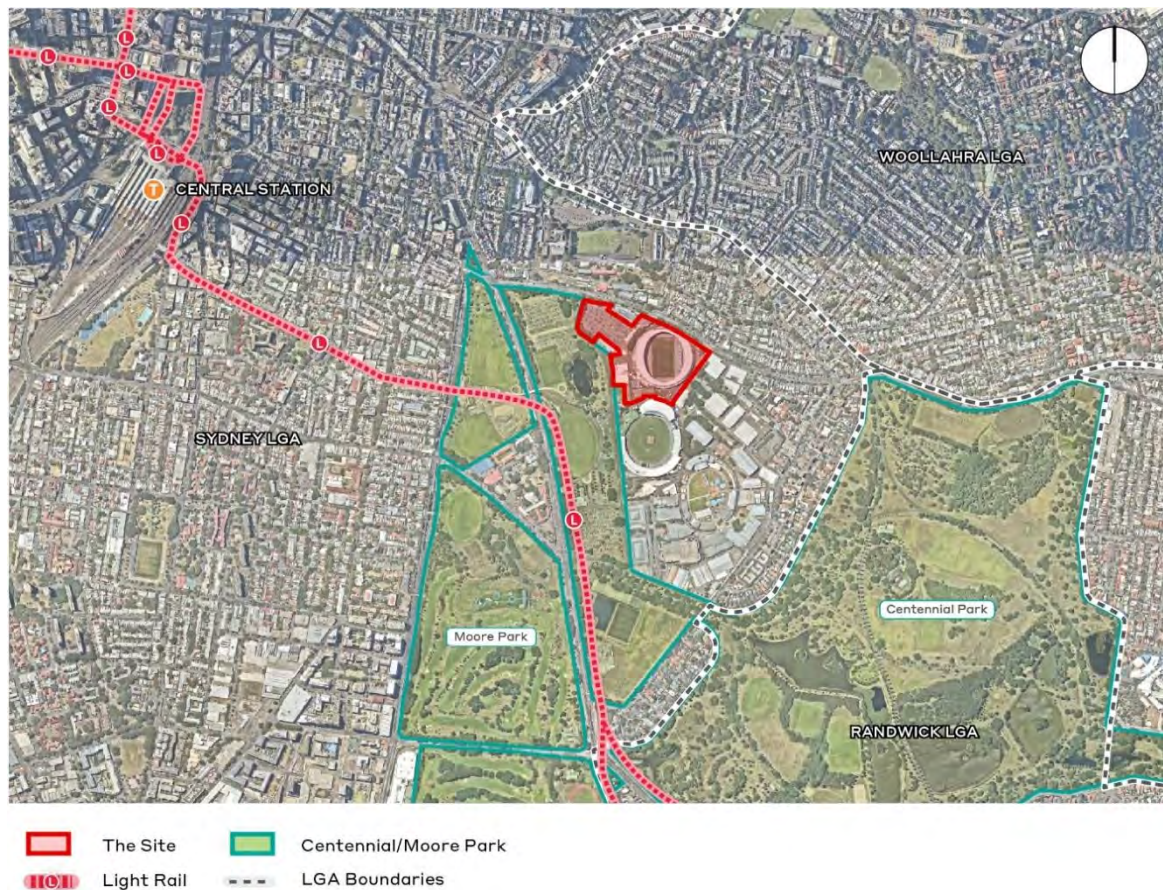 L
L
L
L
WOOLLAHRA LGA
L
T CENTRAL STATION
L
L
SYDNEY LGA
L
Centennial Park
Moore Park
RANDWICK LGA
The Site
Centennial/Moore Park
L Light Rail
LGA Boundaries